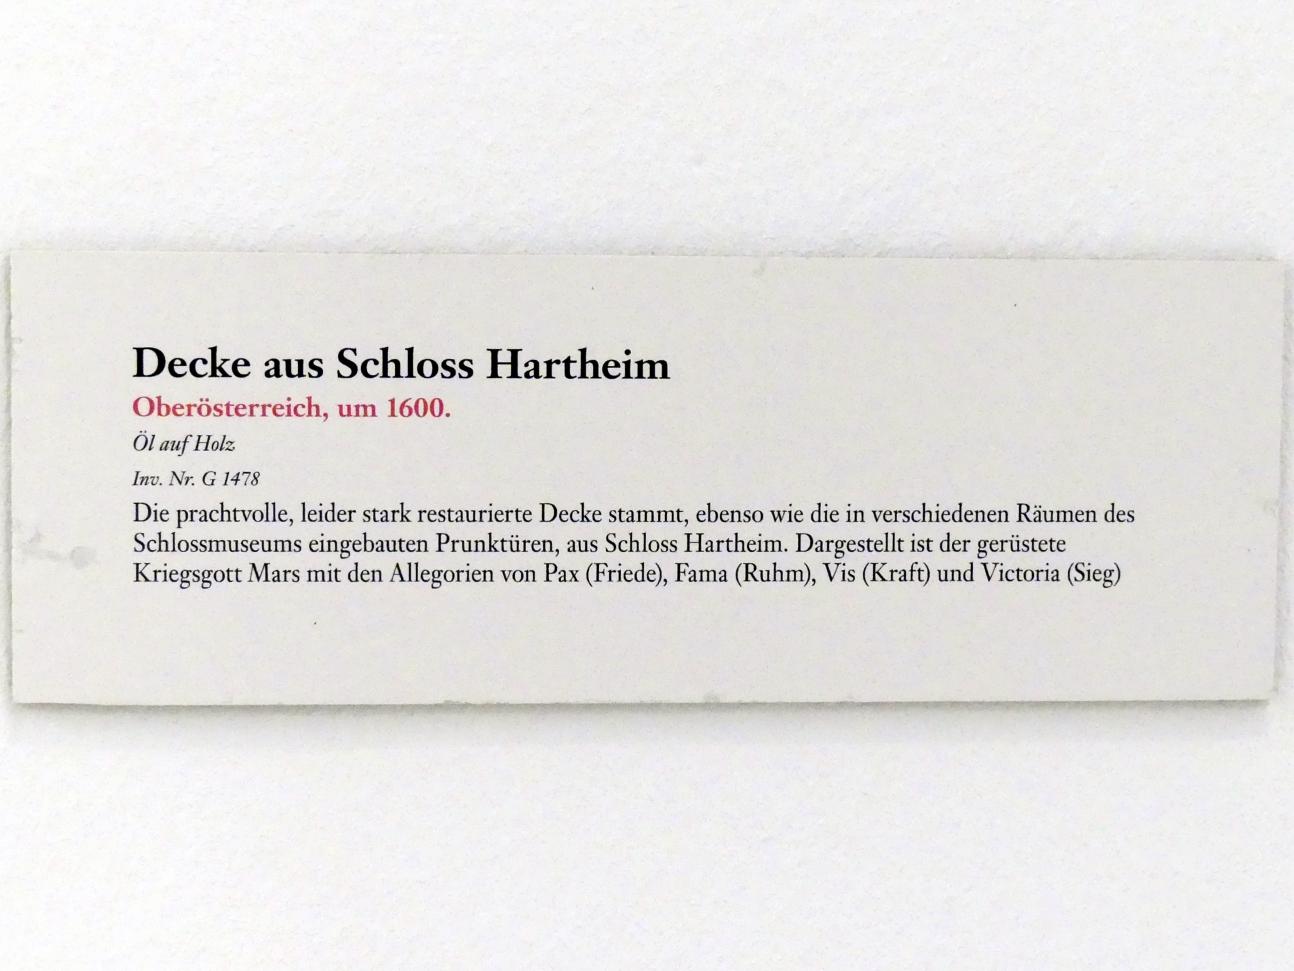 Decke aus Schloss Hartheim
Oberösterreich, um 1600.
Öl auf Holz
Inv. Nr. G 1478
Die prachtvolle, leider stark restaurierte Decke stammt, ebenso wie die in verschiedenen Räumen des
Schlossmuseums eingebauten Prunktüren, aus Schloss Hartheim. Dargestellt ist der gerüstete
Kriegsgott Mars mit den Allegorien von Pax (Friede), Fama (Ruhm), Vis (Kraft) und Victoria (Sieg)